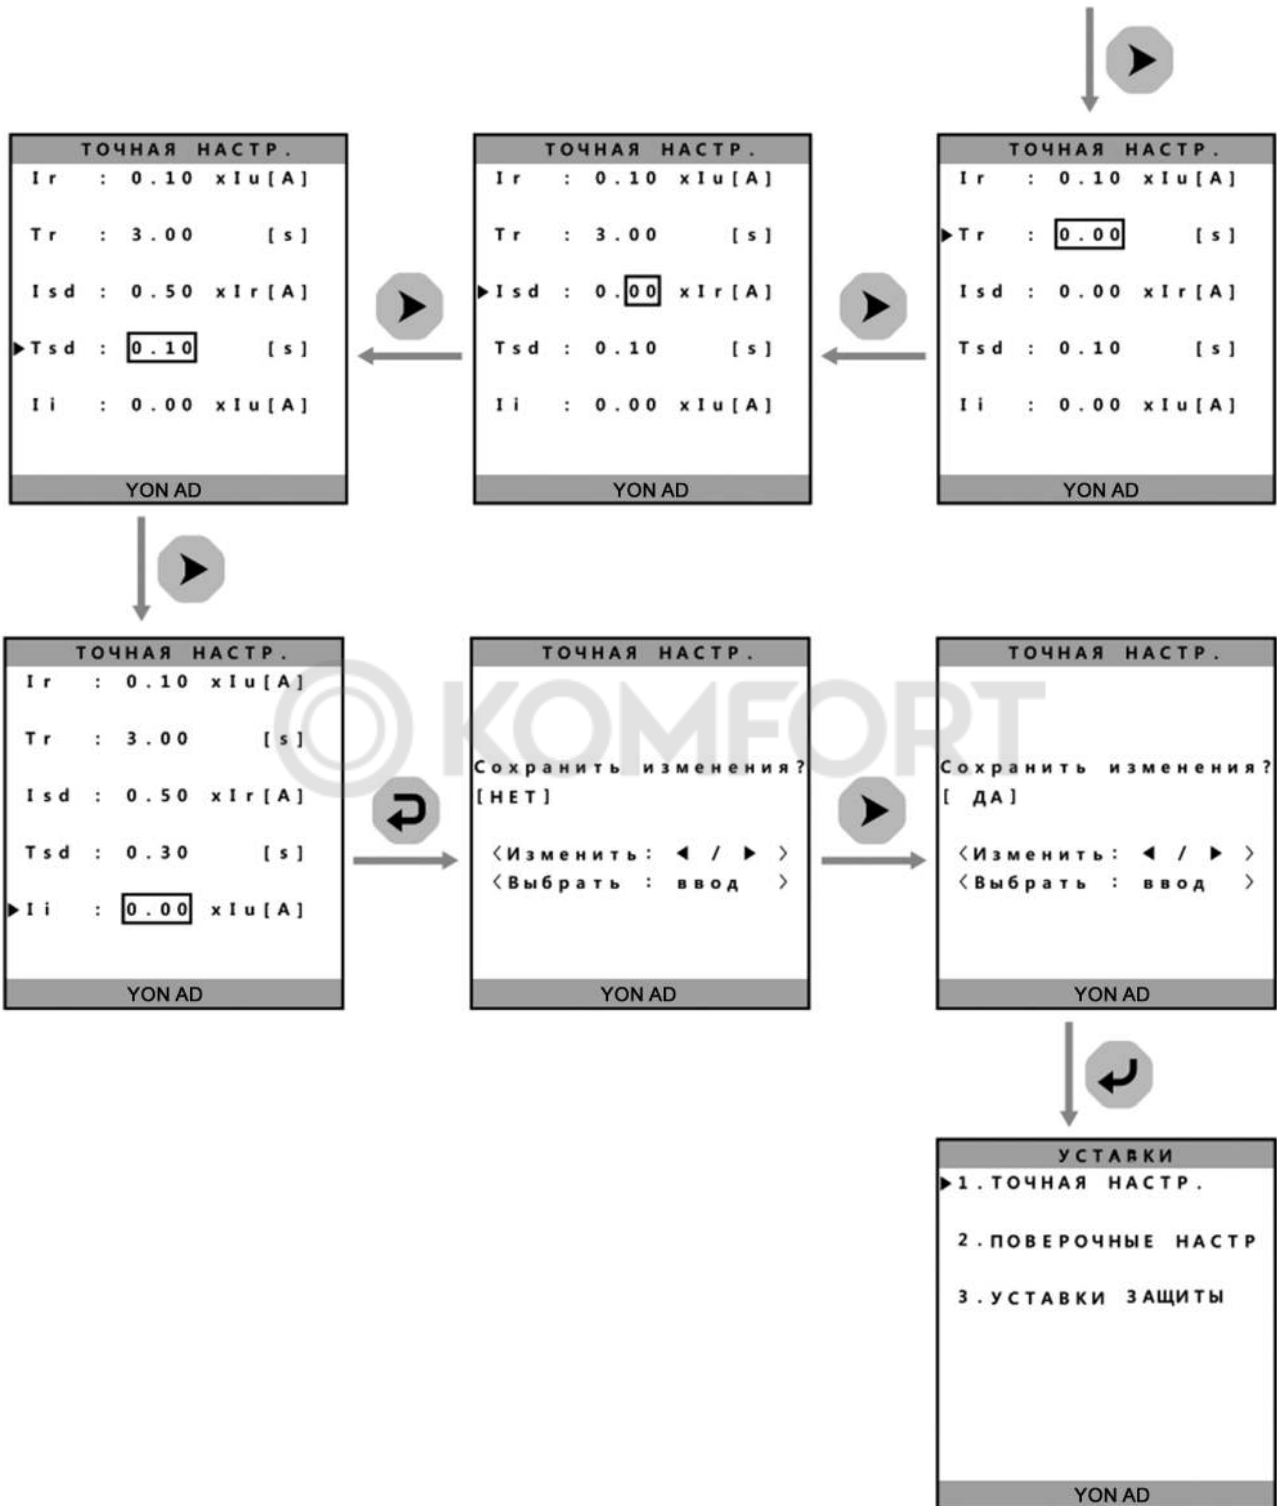 ТОЧНАЯ НАСТР.
Ir : 0.10 xIu[A]
Tr : 3.00 [s]
Isd : 0.50 xIr[A]
▶Tsd : 0.10 [s]
Ii : 0.00 xIu[A]
YON AD
ТОЧНАЯ НАСТР.
Ir : 0.10 xIu[A]
Tr : 3.00 [s]
▶Isd : 0.00 xIr[A]
Tsd : 0.10 [s]
Ii : 0.00 xIu[A]
YON AD
ТОЧНАЯ НАСТР.
Ir : 0.10 xIu[A]
▶Tr : 0.00 [s]
Isd : 0.00 xIr[A]
Tsd : 0.10 [s]
Ii : 0.00 xIu[A]
YON AD
ТОЧНАЯ НАСТР.
Ir : 0.10 xIu[A]
Tr : 3.00 [s]
Isd : 0.50 xIr[A]
Tsd : 0.30 [s]
▶Ii : 0.00 xIu[A]
YON AD
ТОЧНАЯ НАСТР.
Сохранить изменения?
[НЕТ]
<Изменить: ◀ / ▶ >
<Выбрать : ввод >
YON AD
ТОЧНАЯ НАСТР.
Сохранить изменения?
[ ДА]
<Изменить: ◀ / ▶ >
<Выбрать : ввод >
YON AD
KOMFORT
УСТАВКИ
▶1.ТОЧНАЯ НАСТР.
2.ПОВЕРОЧНЫЕ НАСТР
3.УСТАВКИ ЗАЩИТЫ
YON AD